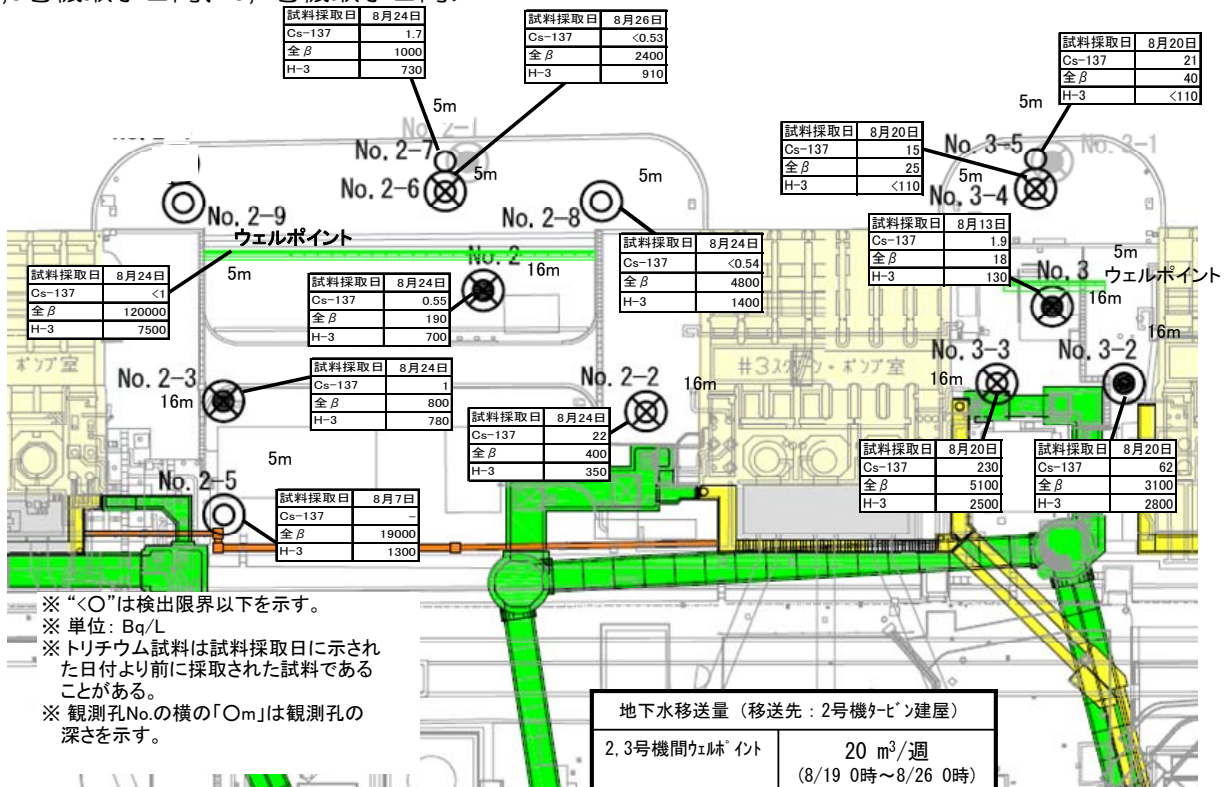 試料採取日 8月24日
Cs-137 1.7
全β 1000
H-3 730
試料採取日 8月26日
Cs-137 <0.53
全β 2400
H-3 910
試料採取日 8月20日
Cs-137 21
全β 40
H-3 <110
5m
5m
試料採取日 8月20日
Cs-137 15
全β 25
H-3 <110
No. 2-1
No. 2-7
5m
No. 2-6
5m
No. 3-5
No. 3-1
5m
No. 3-4
No. 2-9
No. 2-8
ウェルポイント
5m
試料採取日 8月24日
Cs-137 <1
全β 120000
H-3 7500
試料採取日 8月24日
Cs-137 0.55
全β 190
H-3 700
No. 2
16m
試料採取日 8月24日
Cs-137 <0.54
全β 4800
H-3 1400
試料採取日 8月13日
Cs-137 1.9
全β 18
H-3 130
5m
No. 3
ウェルポイント
16m
16m
ポンプ室
No. 2-3
16m
試料採取日 8月24日
Cs-137 1
全β 800
H-3 780
No. 2-2
16m
#3スクリーン・ポンプ室
No. 3-3
16m
No. 3-2
試料採取日 8月24日
Cs-137 22
全β 400
H-3 350
5m
No. 2-5
試料採取日 8月7日
Cs-137 -
全β 19000
H-3 1300
試料採取日 8月20日
Cs-137 230
全β 5100
H-3 2500
試料採取日 8月20日
Cs-137 62
全β 3100
H-3 2800
※ “<○”は検出限界以下を示す。
※ 単位: Bq/L
※ トリチウム試料は試料採取日に示され
た日付より前に採取された試料である
ことがある。
※ 観測孔No.の横の「○m」は観測孔の
深さを示す。
地下水移送量 (移送先:2号機タービン建屋)
2,3号機間ウェルポイント 20 m³/週
(8/19 0時~8/26 0時)